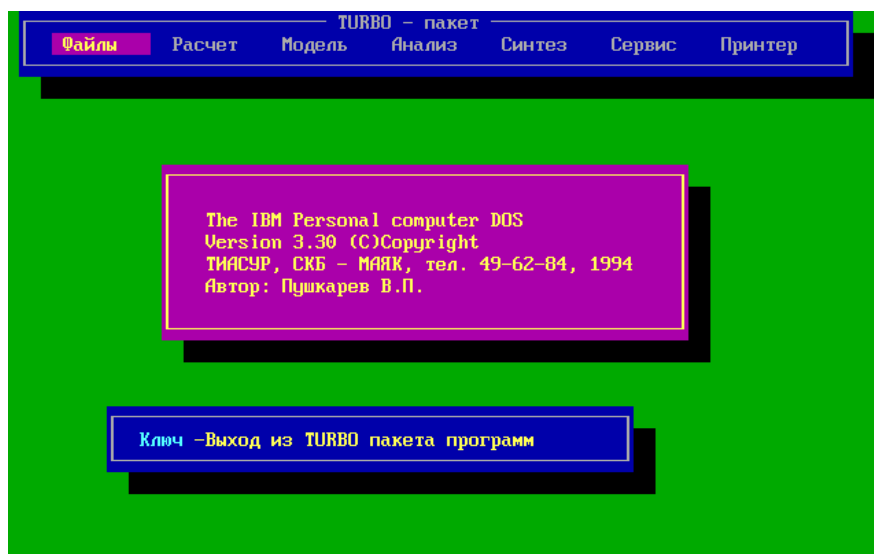 TURBO – пакет
Файлы Расчет Модель Анализ Синтез Сервис Принтер
The IBM Personal computer DOS
Version 3.30 (C)Copyright
ТИАСУР, СКБ – МАЯК, тел. 49–62–84, 1994
Автор: Пушкарев В.П.
Ключ –Выход из TURBO пакета программ